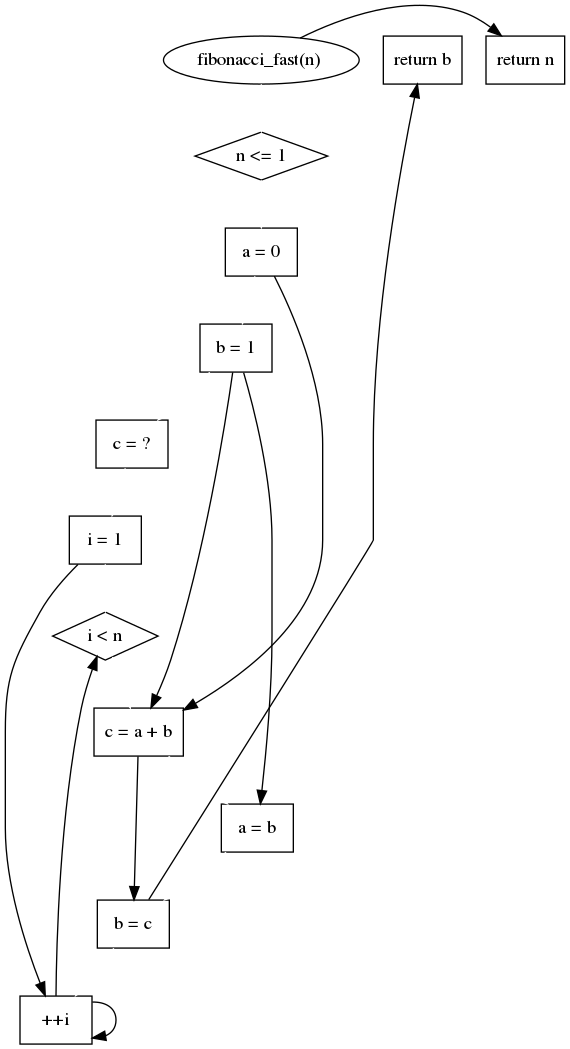 fibonacci_fast(n)
return b
return n
n <= 1
a = 0
b = 1
c = ?
i = 1
i < n
c = a + b
a = b
b = c
++i